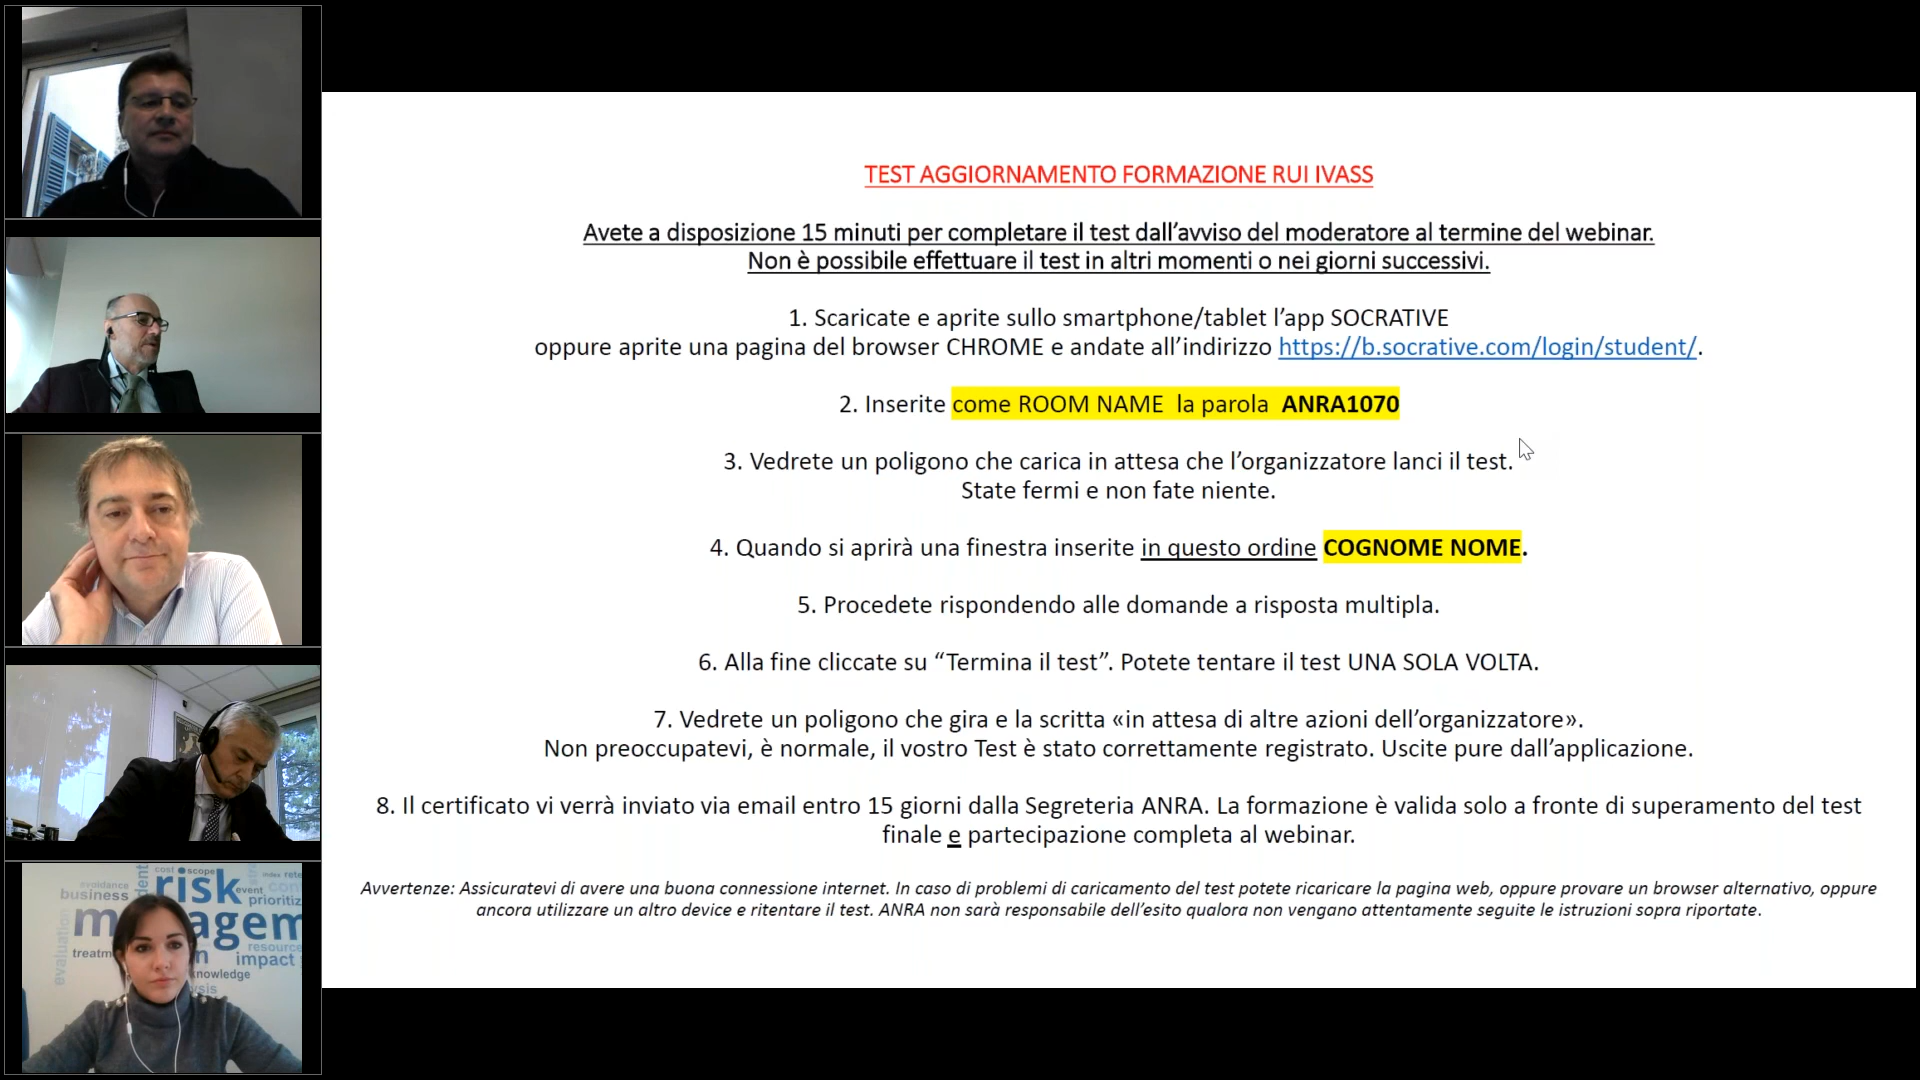 TEST AGGIORNAMENTO FORMAZIONE RUI IVASS
Avete a disposizione 15 minuti per completare il test dall’avviso del moderatore al termine del webinar.
Non è possibile effettuare il test in altri momenti o nei giorni successivi.
1. Scaricate e aprite sullo smartphone/tablet l’app SOCRATIVE
oppure aprite una pagina del browser CHROME e andate all’indirizzo https://b.socrative.com/login/student/.
2. Inserite come ROOM NAME la parola ANRA1070
3. Vedrete un poligono che carica in attesa che l’organizzatore lanci il test.
State fermi e non fate niente.
4. Quando si aprirà una finestra inserite in questo ordine COGNOME NOME.
5. Procedete rispondendo alle domande a risposta multipla.
6. Alla fine cliccate su “Termina il test”. Potete tentare il test UNA SOLA VOLTA.
7. Vedrete un poligono che gira e la scritta «in attesa di altre azioni dell’organizzatore».
Non preoccupatevi, è normale, il vostro Test è stato correttamente registrato. Uscite pure dall’applicazione.
8. Il certificato vi verrà inviato via email entro 15 giorni dalla Segreteria ANRA. La formazione è valida solo a fronte di superamento del test
finale e partecipazione completa al webinar.
Avvertenze: Assicuratevi di avere una buona connessione internet. In caso di problemi di caricamento del test potete ricaricare la pagina web, oppure provare un browser alternativo, oppure
ancora utilizzare un altro device e ritentare il test. ANRA non sarà responsabile dell’esito qualora non vengano attentamente seguite le istruzioni sopra riportate.
cost scope
avoidance
business
risk
event
prioritiz
evaluation
resource
impact
knowledge